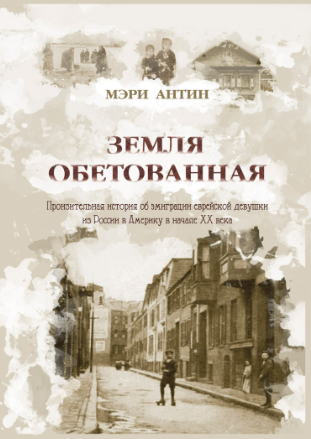 МЭРИ АНТИН
ЗЕМЛЯ
ОБЕТОВАННАЯ
Пронзительная история об эмиграции еврейской девушки
из России в Америку в начале XX века